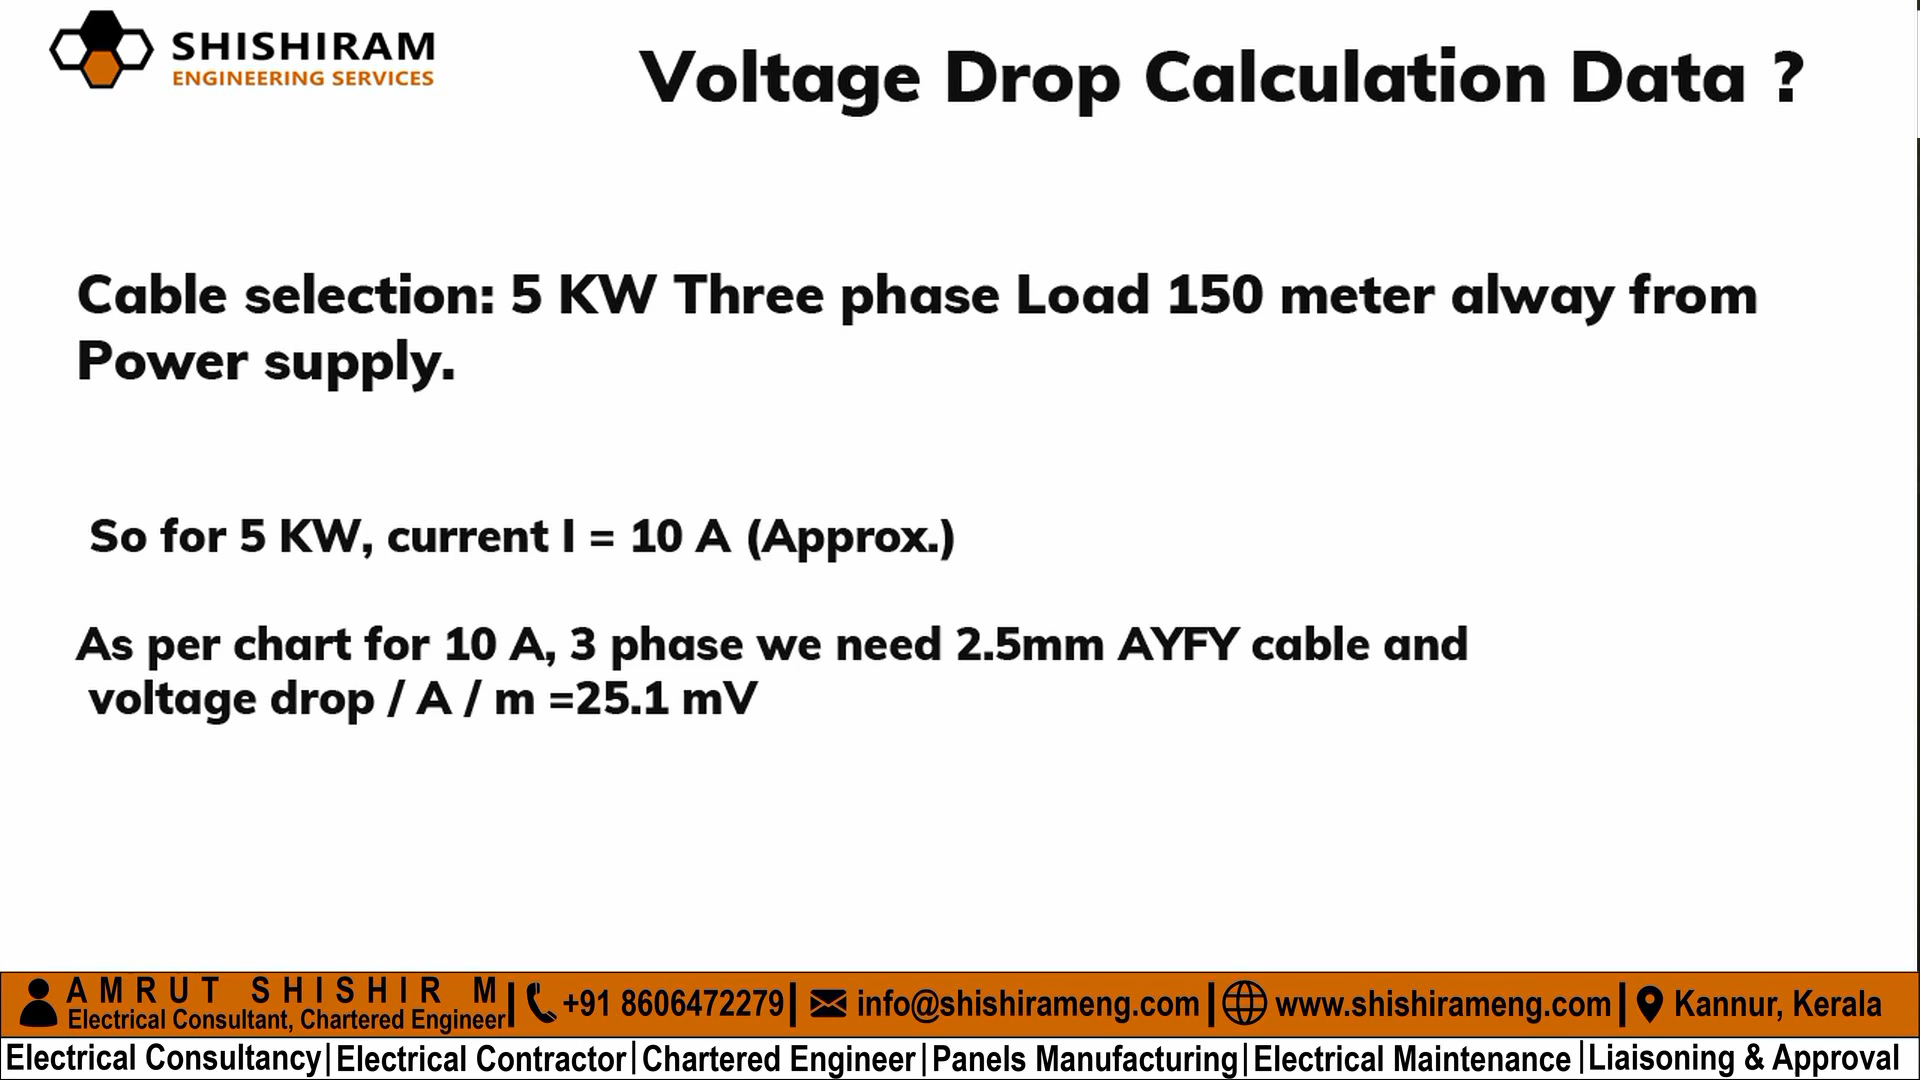 SHISHIRAM
ENGINEERING SERVICES
Voltage Drop Calculation Data ?
Cable selection: 5 KW Three phase Load 150 meter alway from
Power supply.
So for 5 KW, current I = 10 A (Approx.)
As per chart for 10 A, 3 phase we need 2.5mm AYFY cable and
voltage drop / A / m =25.1 mV
AMRUT SHISHIR M
Electrical Consultant, Chartered Engineer
+91 8606472279
info@shishirameng.com
www.shishirameng.com
Kannur, Kerala
Electrical Consultancy|Electrical Contractor|Chartered Engineer|Panels Manufacturing|Electrical Maintenance|Liaisoning & Approval